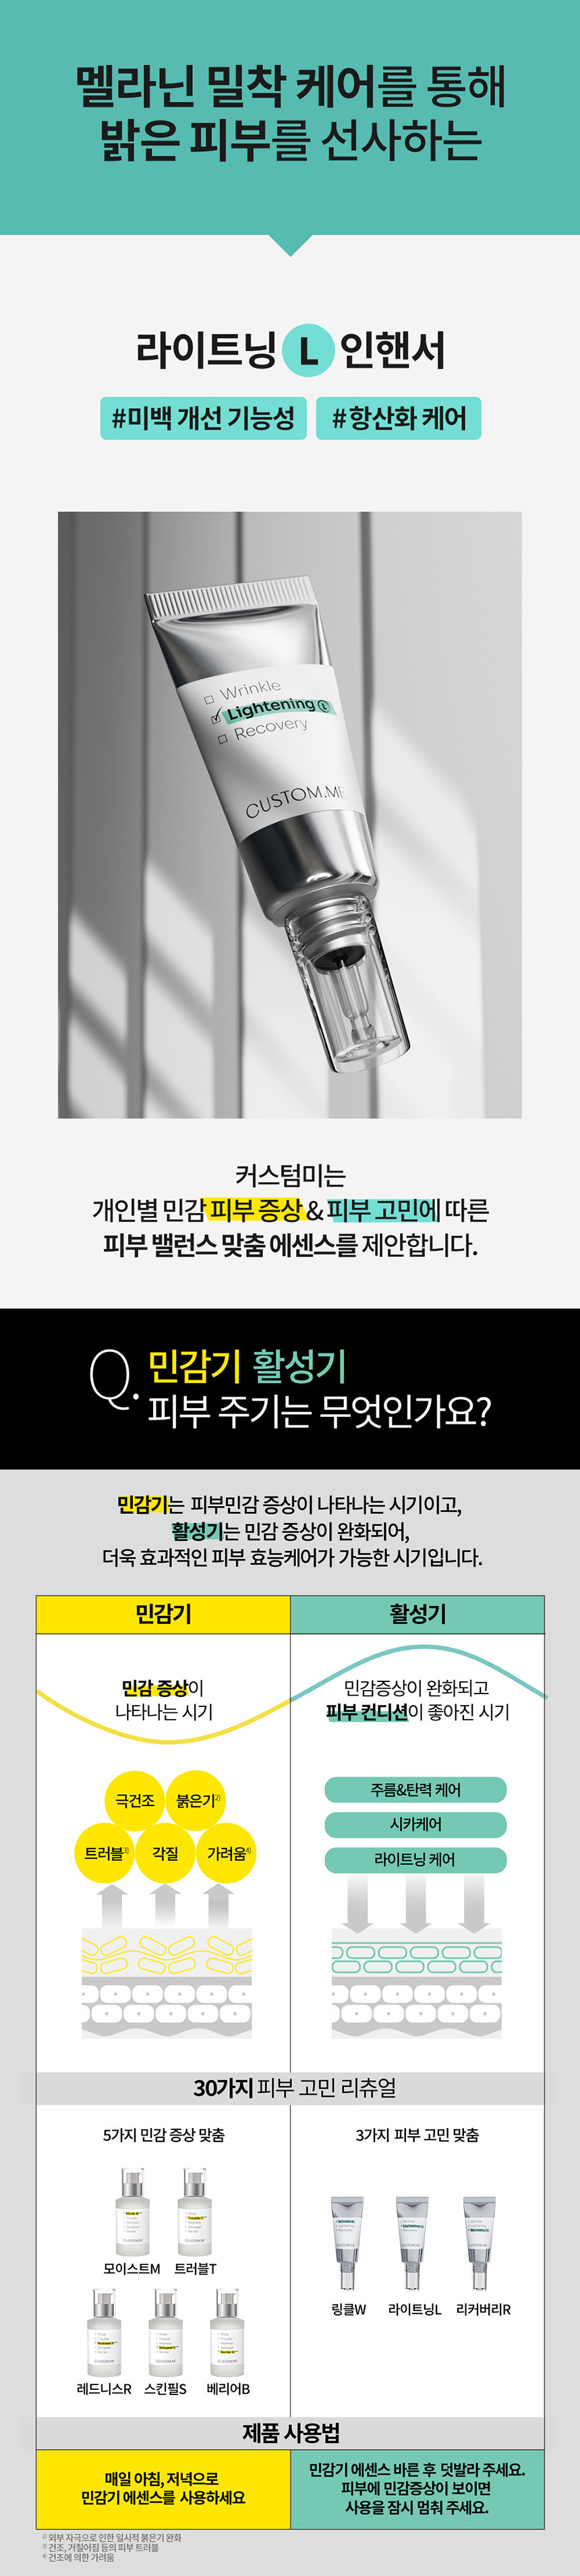 멜라닌 밀착 케어를 통해
밝은 피부를 선사하는
라이트닝 L 인핸서
#미백 개선 기능성 #항산화 케어
Wrinkle
Lightening L
Recovery
CUSTOM.ME
커스텀미는
개인별 민감 피부 증상 & 피부 고민에 따른
피부 밸런스 맞춤 에센스를 제안합니다.
Q. 민감기 활성기
피부 주기는 무엇인가요?
민감기는 피부민감 증상이 나타나는 시기이고,
활성기는 민감 증상이 완화되어,
더욱 효과적인 피부 효능케어가 가능한 시기입니다.
민감기 활성기
민감 증상이
나타나는 시기
민감증상이 완화되고
피부 컨디션이 좋아진 시기
극건조 붉은기2)
트러블3) 각질 가려움4)
주름&탄력 케어
시카케어
라이트닝 케어
30가지 피부 고민 리츄얼
5가지 민감 증상 맞춤
모이스트M 트러블T
레드니스R 스킨필S 베리어B
3가지 피부 고민 맞춤
링클W 라이트닝L 리커버리R
제품 사용법
매일 아침, 저녁으로
민감기 에센스를 사용하세요
민감기 에센스 바른 후 덧발라 주세요.
피부에 민감증상이 보이면
사용을 잠시 멈춰 주세요.
2) 외부 자극으로 인한 일시적 붉은기 완화
3) 건조, 거칠어짐 등의 피부 트러블
4) 건조에 의한 가려움